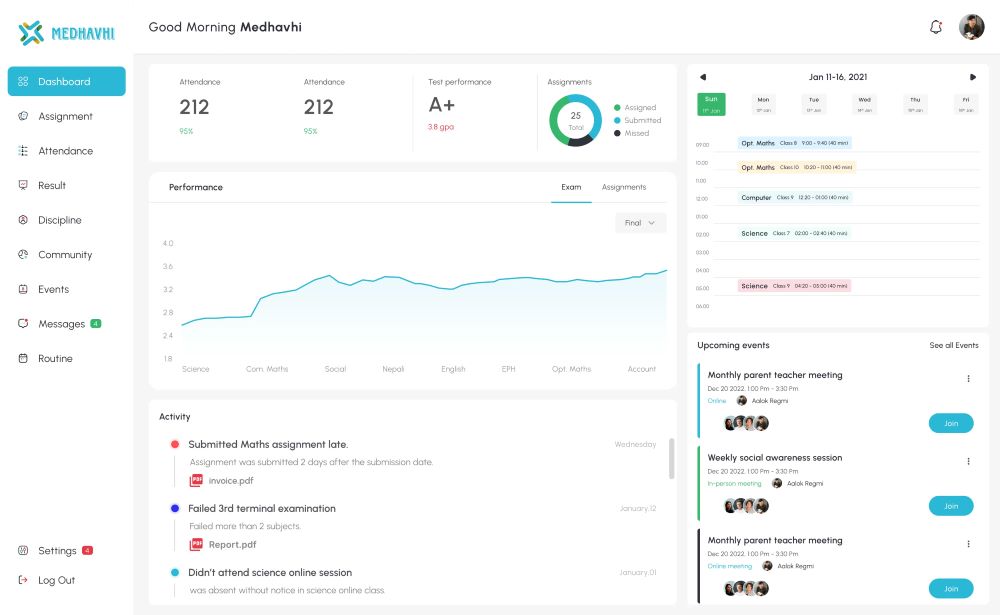 MEDHAVHI
Good Morning Medhavhi
Dashboard
Assignment
Attendance
Result
Discipline
Community
Events
Messages 4
Routine
Settings 4
Log Out
Attendance
212
95%
Attendance
212
95%
Test performance
A+
3.8 gpa
Assignments
25
Total
Assigned
Submitted
Missed
Performance
Exam
Assignments
Final
4.0
3.6
3.2
2.8
2.4
1.8
Science
Com. Maths
Social
Nepali
English
EPH
Opt. Maths
Account
Activity
Submitted Maths assignment late.
Wednesday
Assignment was submitted 2 days after the submission date.
PDF invoice.pdf
Failed 3rd terminal examination
January,12
Failed more than 2 subjects.
PDF Report.pdf
Didn't attend science online session
January,01
was absent without notice in science online class.
Jan 11-16, 2021
Sun
11th Jan
Mon
Tue
Wed
Thu
Fri
09:00
Opt. Maths Class 8 9:00 - 9:40 (40 min)
10:00
Opt. Maths Class 10 10:20 - 11:00 (40 min)
11:00
12:00
Computer Class 9 12:20 - 01:00 (40 min)
01:00
02:00
Science Class 7 02:00 - 02:40 (40 min)
03:00
04:00
05:00
Science Class 9 04:20 - 05:00 (40 min)
06:00
Upcoming events
See all Events
Monthly parent teacher meeting
Dec 20 2022. 1:00 Pm - 3:30 Pm
Online
Aalok Regmi
Join
Weekly social awareness session
Dec 20 2022. 1:00 Pm - 3:30 Pm
In-person meeting
Aalok Regmi
Join
Monthly parent teacher meeting
Dec 20 2022. 1:00 Pm - 3:30 Pm
Online meeting
Aalok Regmi
Join